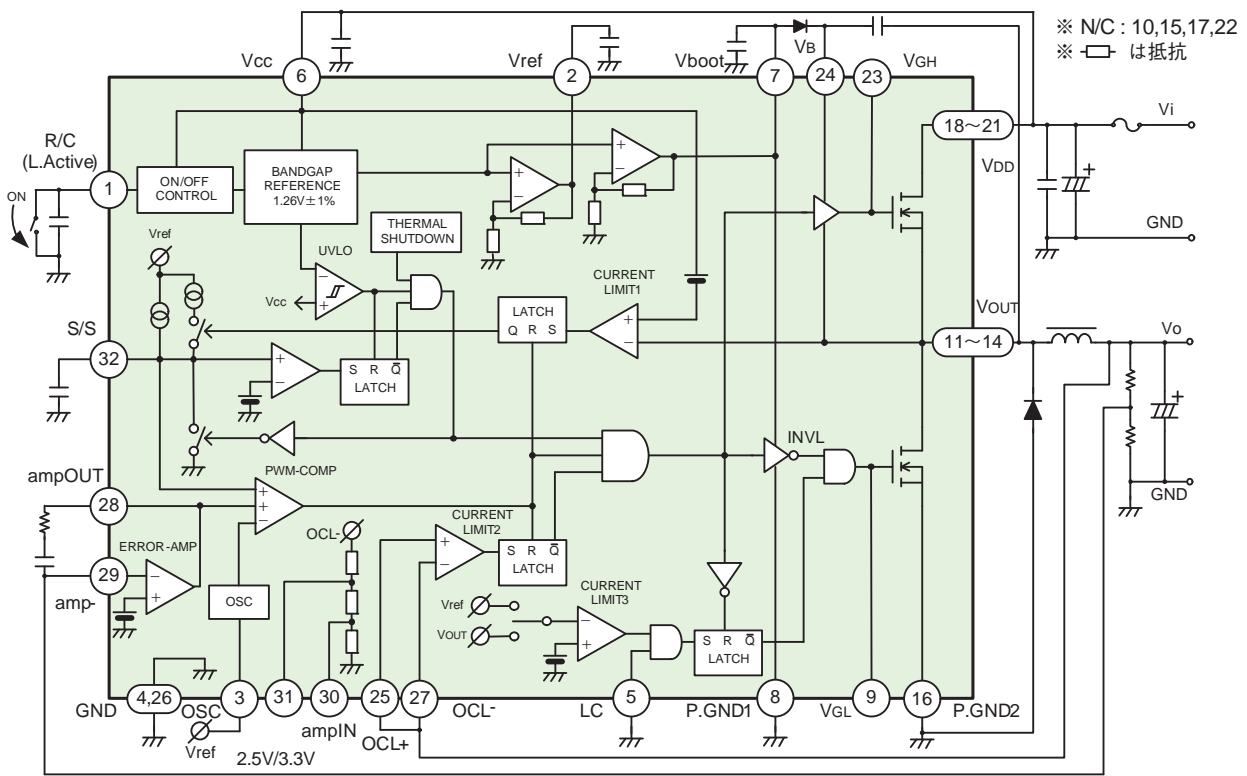 ※ N/C : 10,15,17,22
※ は抵抗
Vcc
6
Vref
2
Vboot
7
VB
24
23
VGH
18～21
VDD
Vi
GND
R/C
(L.Active)
1
ON
ON/OFF
CONTROL
BANDGAP
REFERENCE
1.26V±1%
THERMAL
SHUTDOWN
UVLO
Vcc
Vref
CURRENT
LIMIT1
LATCH
Q R S
S/S
32
S R Q̅
LATCH
VOUT
11～14
Vo
GND
INVL
PWM-COMP
ampOUT
28
ERROR-AMP
29
amp-
OSC
OCL-
CURRENT
LIMIT2
S R Q̅
LATCH
Vref
VOUT
CURRENT
LIMIT3
S R Q̅
LATCH
GND
4,26
OSC
3
Vref
31
30
ampIN
25
OCL+
27
OCL-
LC
5
P.GND1
8
VGL
9
16
P.GND2
2.5V/3.3V